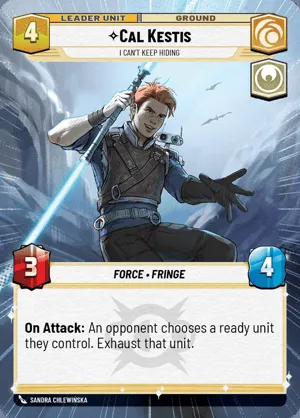 LEADER UNIT
GROUND
4
✧Cal Kestis
I CAN'T KEEP HIDING
3
4
FORCE • FRINGE
On Attack: An opponent chooses a ready unit
they control. Exhaust that unit.
SANDRA CHLEWIŃSKA